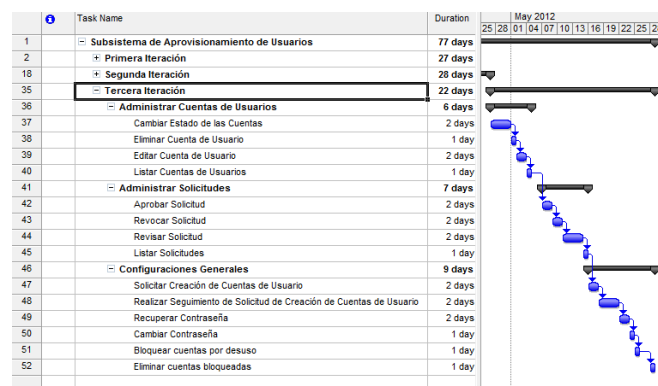 Task Name Duration May 2012
25 28 01 04 07 10 13 16 19 22 25
1 Subsistema de Aprovisionamiento de Usuarios 77 days
2 Primera Iteración 27 days
18 Segunda Iteración 28 days
35 Tercera Iteración 22 days
36 Administrar Cuentas de Usuarios 6 days
37 Cambiar Estado de las Cuentas 2 days
38 Eliminar Cuenta de Usuario 1 day
39 Editar Cuenta de Usuario 2 days
40 Listar Cuentas de Usuarios 1 day
41 Administrar Solicitudes 7 days
42 Aprobar Solicitud 2 days
43 Revocar Solicitud 2 days
44 Revisar Solicitud 2 days
45 Listar Solicitudes 1 day
46 Configuraciones Generales 9 days
47 Solicitar Creación de Cuentas de Usuario 2 days
48 Realizar Seguimiento de Solicitud de Creación de Cuentas de Usuario 2 days
49 Recuperar Contraseña 2 days
50 Cambiar Contraseña 1 day
51 Bloquear cuentas por desuso 1 day
52 Eliminar cuentas bloqueadas 1 day